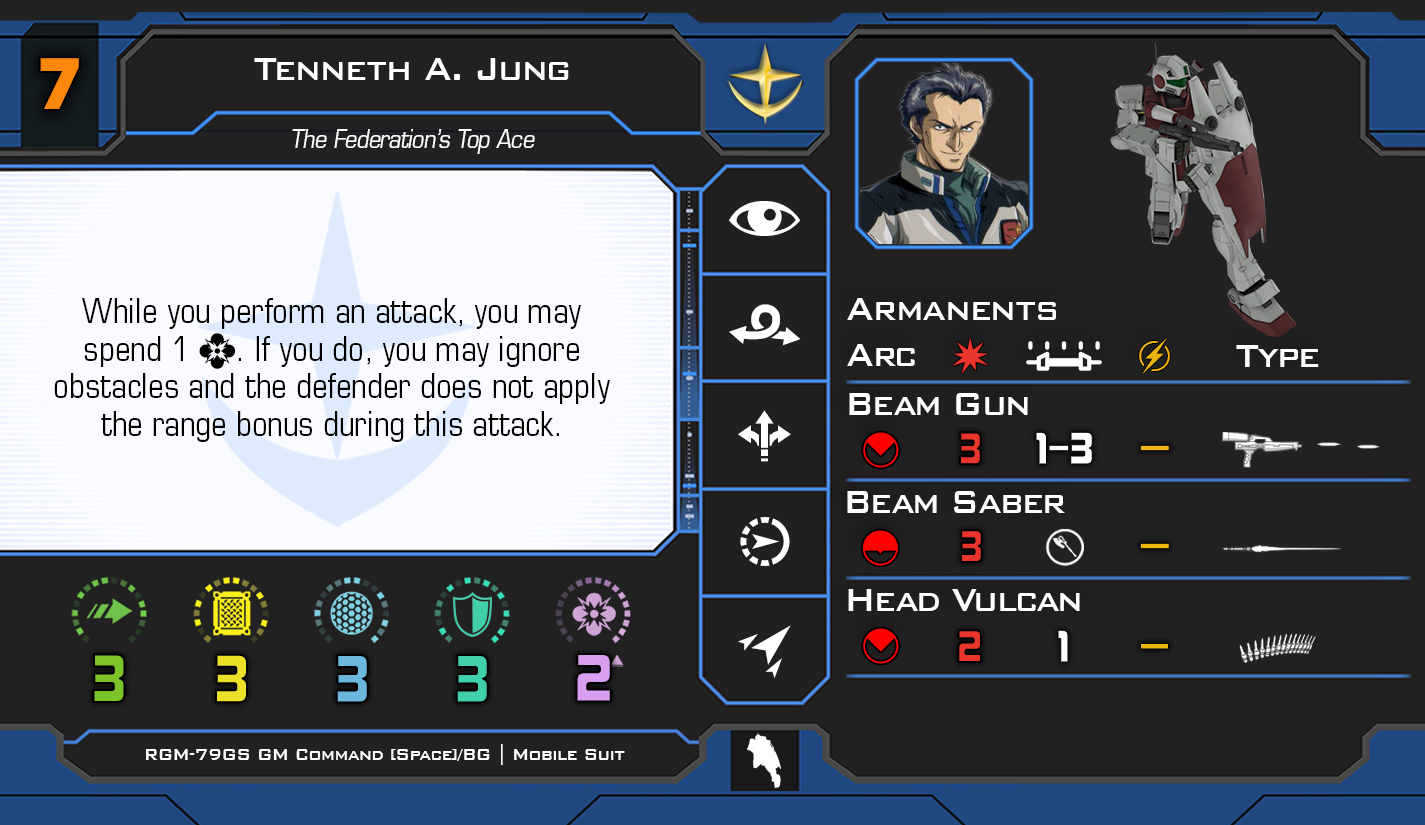 7
Tenneth A. Jung
The Federation's Top Ace
While you perform an attack, you may
spend 1 . If you do, you may ignore
obstacles and the defender does not apply
the range bonus during this attack.
3 3 3 3 2
RGM-79GS GM Command [Space]/BG | Mobile Suit
Armanents
Arc Type
Beam Gun
3 1-3 –
Beam Saber
3 –
Head Vulcan
2 1 –